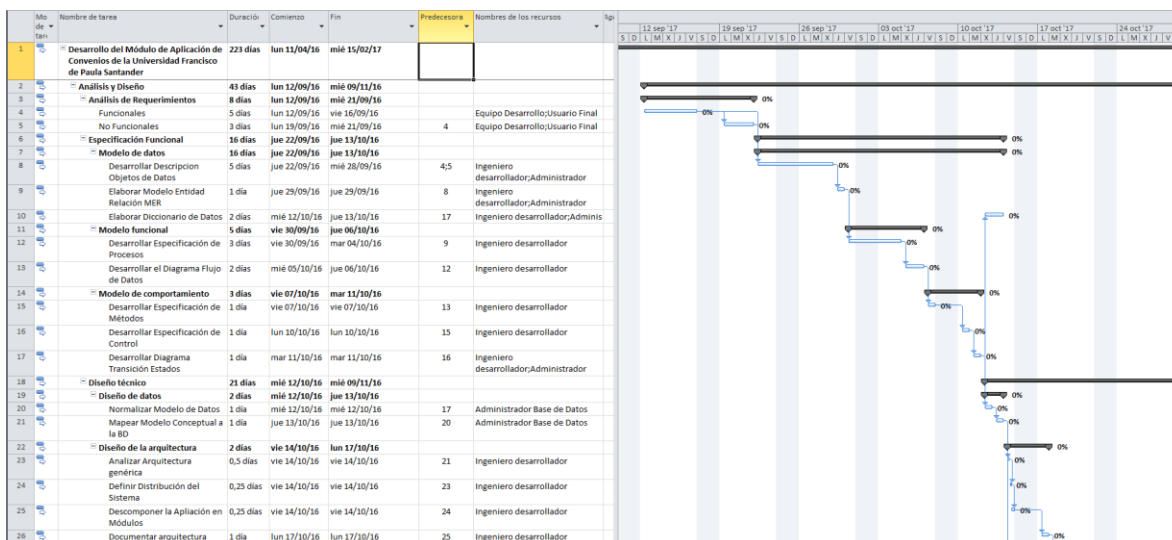 Mo de tare Nombre de tarea Duración Comienzo Fin Predecesora Nombres de los recursos
12 sep '17 19 sep '17 26 sep '17 03 oct '17 10 oct '17 17 oct '17 24 oct '17
S D L M X J V S D L M X J V S D L M X J V S D L M X J V S D L M X J V S D L M X J V S D L M X J V
1 Desarrollo del Módulo de Aplicación de 223 días lun 11/04/16 mié 15/02/17
Convenios de la Universidad Francisco
de Paula Santander
2 Análisis y Diseño 43 días lun 12/09/16 mié 09/11/16
3 Análisis de Requerimientos 8 días lun 12/09/16 mié 21/09/16 0%
4 Funcionales 5 días lun 12/09/16 vie 16/09/16 Equipo Desarrollo;Usuario Final 0%
5 No Funcionales 3 días lun 19/09/16 mié 21/09/16 4 Equipo Desarrollo;Usuario Final 0%
6 Especificación Funcional 16 días jue 22/09/16 jue 13/10/16 0%
7 Modelo de datos 16 días jue 22/09/16 jue 13/10/16 0%
8 Desarrollar Descripcion 5 días jue 22/09/16 mié 28/09/16 4;5 Ingeniero 0%
Objetos de Datos desarrollador;Administrador
9 Elaborar Modelo Entidad 1 día jue 29/09/16 jue 29/09/16 8 Ingeniero 0%
Relación MER desarrollador;Administrador
10 Elaborar Diccionario de Datos 2 días mié 12/10/16 jue 13/10/16 17 Ingeniero desarrollador;Adminis 0%
11 Modelo funcional 5 días vie 30/09/16 jue 06/10/16 0%
12 Desarrollar Especificación de 3 días vie 30/09/16 mar 04/10/16 9 Ingeniero desarrollador 0%
Procesos
13 Desarrollar el Diagrama Flujo 2 días mié 05/10/16 jue 06/10/16 12 Ingeniero desarrollador 0%
de Datos
14 Modelo de comportamiento 3 días vie 07/10/16 mar 11/10/16 0%
15 Desarrollar Especificación de 1 día vie 07/10/16 vie 07/10/16 13 Ingeniero desarrollador 0%
Métodos
16 Desarrollar Especificación de 1 día lun 10/10/16 lun 10/10/16 15 Ingeniero desarrollador 0%
Control
17 Desarrollar Diagrama 1 día mar 11/10/16 mar 11/10/16 16 Ingeniero 0%
Transición Estados desarrollador;Administrador
18 Diseño técnico 21 días mié 12/10/16 mié 09/11/16
19 Diseño de datos 2 días mié 12/10/16 jue 13/10/16 0%
20 Normalizar Modelo de Datos 1 día mié 12/10/16 mié 12/10/16 17 Administrador Base de Datos 0%
21 Mapear Modelo Conceptual a 1 día jue 13/10/16 jue 13/10/16 20 Administrador Base de Datos 0%
la BD
22 Diseño de la arquitectura 2 días vie 14/10/16 lun 17/10/16 0%
23 Analizar Arquitectura 0,5 días vie 14/10/16 vie 14/10/16 21 Ingeniero desarrollador 0%
genérica
24 Definir Distribución del 0,25 días vie 14/10/16 vie 14/10/16 23 Ingeniero desarrollador 0%
Sistema
25 Descomponer la Apliación en 0,25 días vie 14/10/16 vie 14/10/16 24 Ingeniero desarrollador 0%
Módulos
26 Documentar arquitectura 1 día lun 17/10/16 lun 17/10/16 25 Ingeniero desarrollador 0%